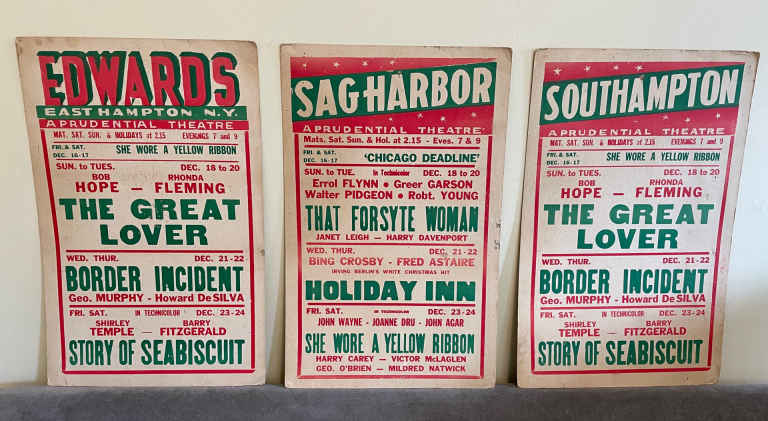 EDWARDS
EAST HAMPTON N.Y.
A PRUDENTIAL THEATRE
MAT. SAT. SUN. & HOLIDAYS at 2.15 EVENINGS 7 and 9
FRI. & SAT.
DEC. 16-17
SHE WORE A YELLOW RIBBON
SUN. to TUES. DEC. 18 to 20
BOB RHONDA
HOPE — FLEMING
THE GREAT
LOVER
WED. THUR. DEC. 21-22
BORDER INCIDENT
Geo. MURPHY - Howard DeSILVA
FRI. SAT. IN TECHNICOLOR DEC. 23-24
SHIRLEY BARRY
TEMPLE — FITZGERALD
STORY OF SEABISCUIT
SAG HARBOR
A PRUDENTIAL THEATRE
Mats. Sat. Sun. & Hol. at 2.15 - Eves. 7 & 9
FRI. & SAT.
DEC. 16-17
'CHICAGO DEADLINE'
SUN. to TUES. In Technicolor DEC. 18 to 20
Errol FLYNN • Greer GARSON
Walter PIDGEON • Robt. YOUNG
THAT FORSYTE WOMAN
JANET LEIGH — HARRY DAVENPORT
WED. THUR. DEC. 21-22
BING CROSBY - FRED ASTAIRE
IRVING BERLIN'S WHITE CHRISTMAS HIT
HOLIDAY INN
FRI. SAT. IN TECHNICOLOR DEC. 23-24
JOHN WAYNE - JOANNE DRU - JOHN AGAR
SHE WORE A YELLOW RIBBON
HARRY CAREY — VICTOR McLAGLEN
GEO. O'BRIEN — MILDRED NATWICK
SOUTHAMPTON
A PRUDENTIAL THEATRE
MAT. SAT. SUN. & HOLIDAYS at 2.15 EVENINGS 7 and 9
FRI. & SAT.
DEC. 16-17
SHE WORE A YELLOW RIBBON
SUN. to TUES. DEC. 18 to 20
BOB RHONDA
HOPE — FLEMING
THE GREAT
LOVER
WED. THUR. DEC. 21-22
BORDER INCIDENT
Geo. MURPHY - Howard DeSILVA
FRI. SAT. IN TECHNICOLOR DEC. 23-24
SHIRLEY BARRY
TEMPLE — FITZGERALD
STORY OF SEABISCUIT